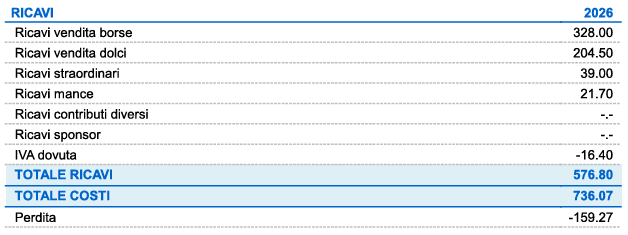 RICAVI 2026
Ricavi vendita borse 328.00
Ricavi vendita dolci 204.50
Ricavi straordinari 39.00
Ricavi mance 21.70
Ricavi contributi diversi -.-
Ricavi sponsor -.-
IVA dovuta -16.40
TOTALE RICAVI 576.80
TOTALE COSTI 736.07
Perdita -159.27